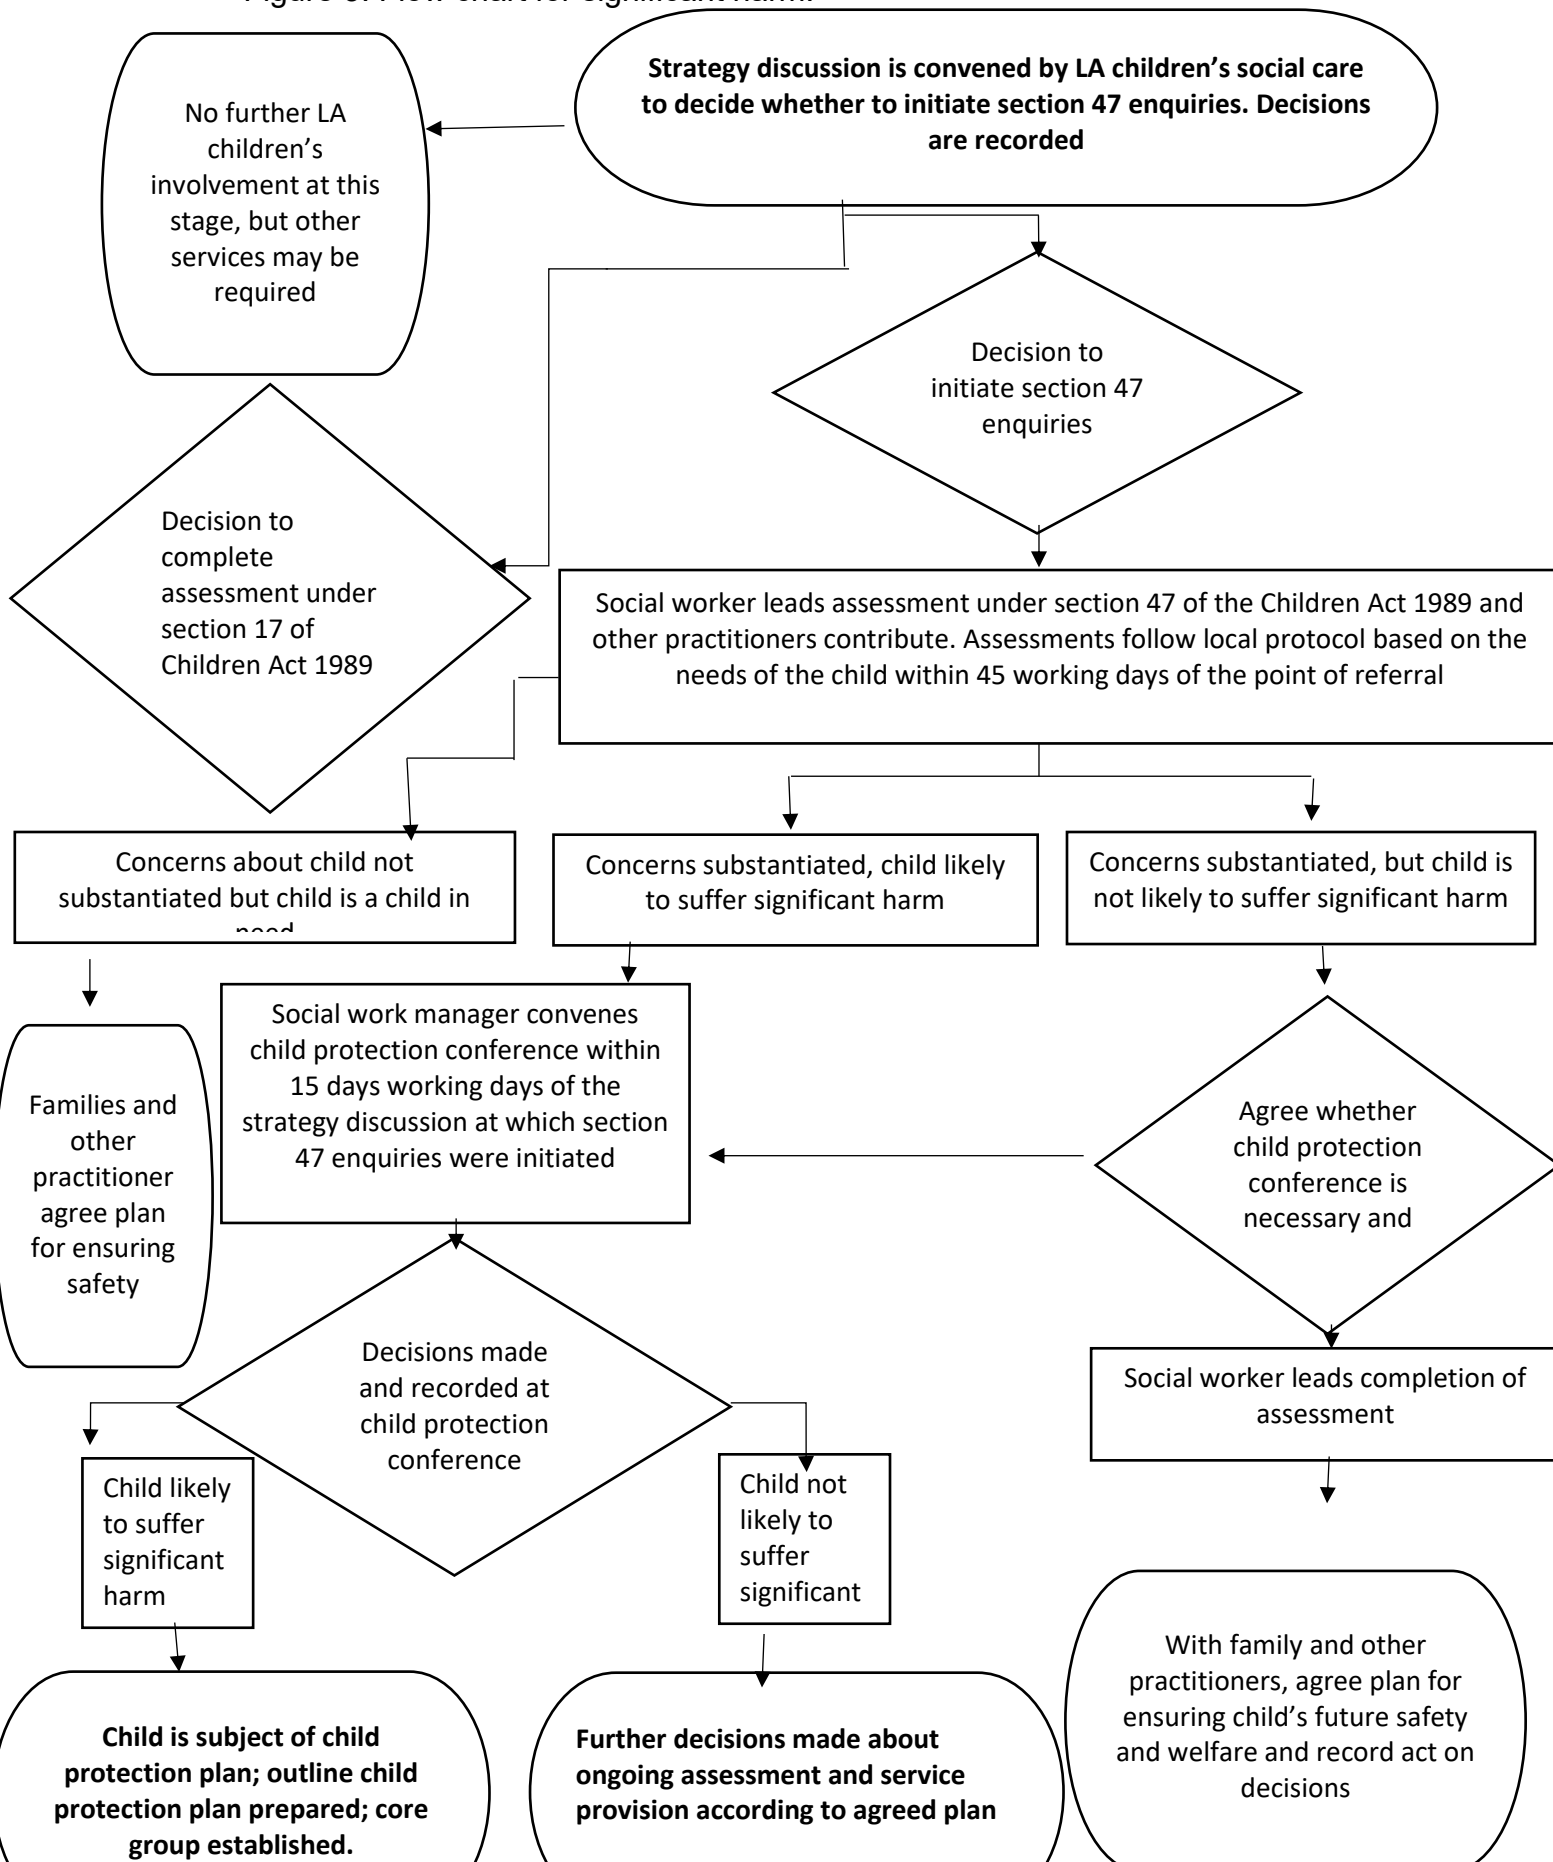 Figure 3: Flow chart for significant harm.
Strategy discussion is convened by LA children’s social care
to decide whether to initiate section 47 enquiries. Decisions
are recorded
No further LA
children’s
involvement at this
stage, but other
services may be
required
Decision to
initiate section 47
enquiries
Decision to
complete
assessment under
section 17 of
Children Act 1989
Social worker leads assessment under section 47 of the Children Act 1989 and
other practitioners contribute. Assessments follow local protocol based on the
needs of the child within 45 working days of the point of referral
Concerns about child not
substantiated but child is a child in
need
Concerns substantiated, child likely
to suffer significant harm
Concerns substantiated, but child is
not likely to suffer significant harm
Social work manager convenes
child protection conference within
15 days working days of the
strategy discussion at which section
47 enquiries were initiated
Families and
other
practitioner
agree plan
for ensuring
safety
Agree whether
child protection
conference is
necessary and
Decisions made
and recorded at
child protection
conference
Social worker leads completion of
assessment
Child likely
to suffer
significant
harm
Child not
likely to
suffer
significant
With family and other
practitioners, agree plan for
ensuring child’s future safety
and welfare and record act on
decisions
Child is subject of child
protection plan; outline child
protection plan prepared; core
group established.
Further decisions made about
ongoing assessment and service
provision according to agreed plan